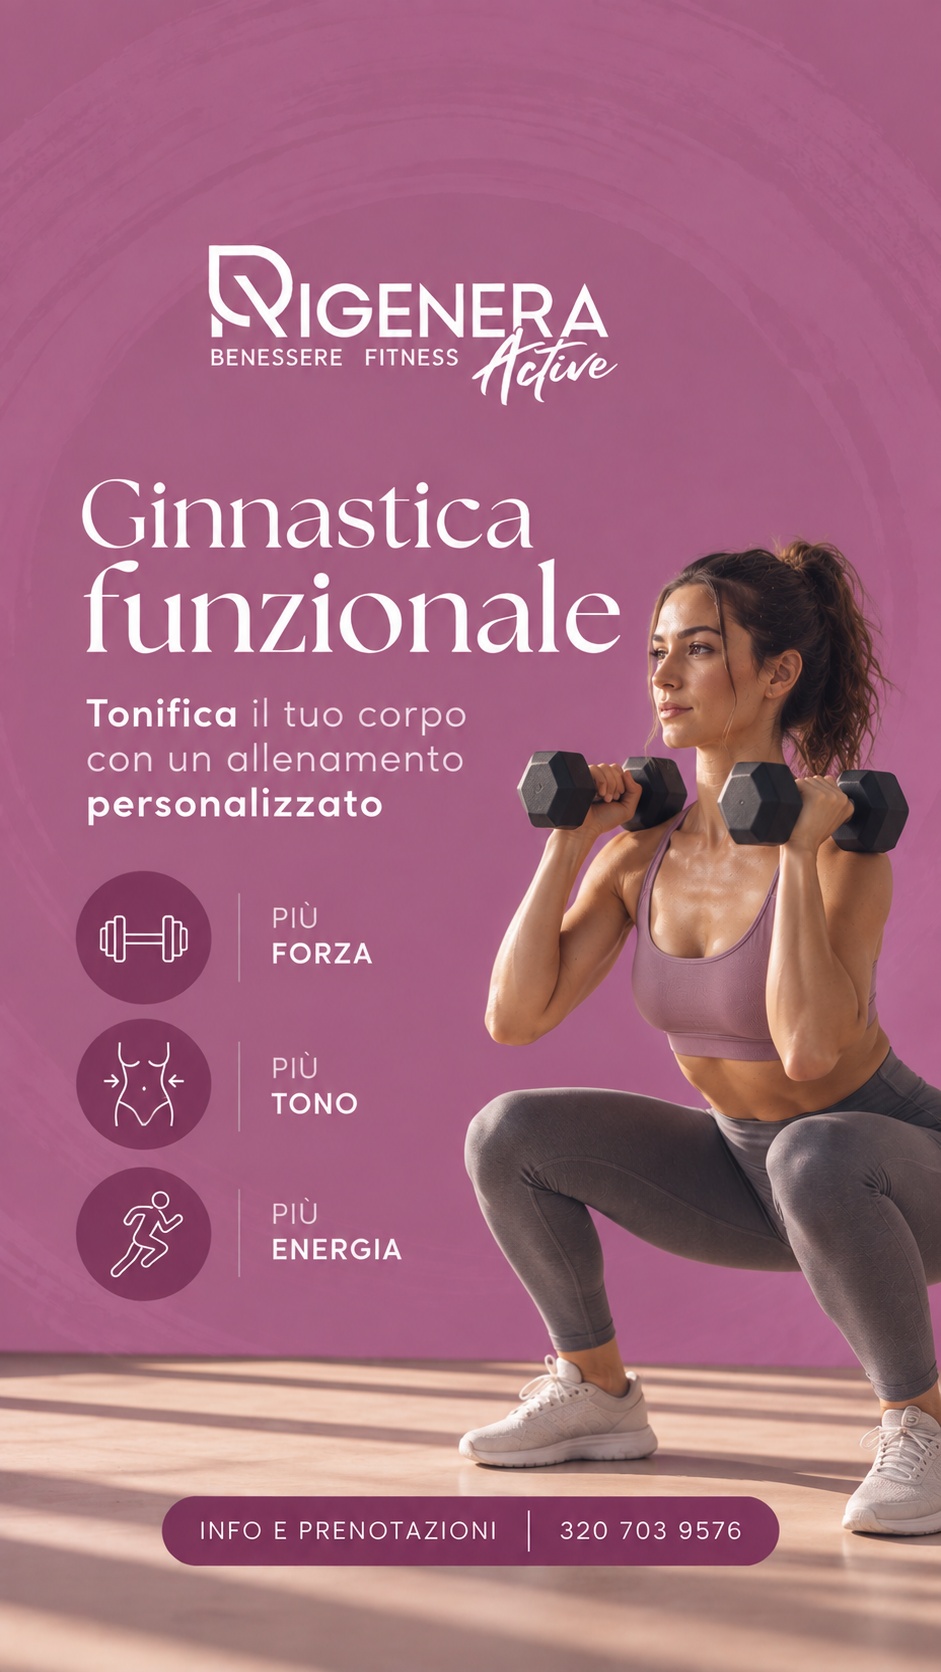 RIGENERA
BENESSERE FITNESS Active
Ginnastica
funzionale
Tonifica il tuo corpo
con un allenamento
personalizzato
PIÙ
FORZA
PIÙ
TONO
PIÙ
ENERGIA
INFO E PRENOTAZIONI | 320 703 9576